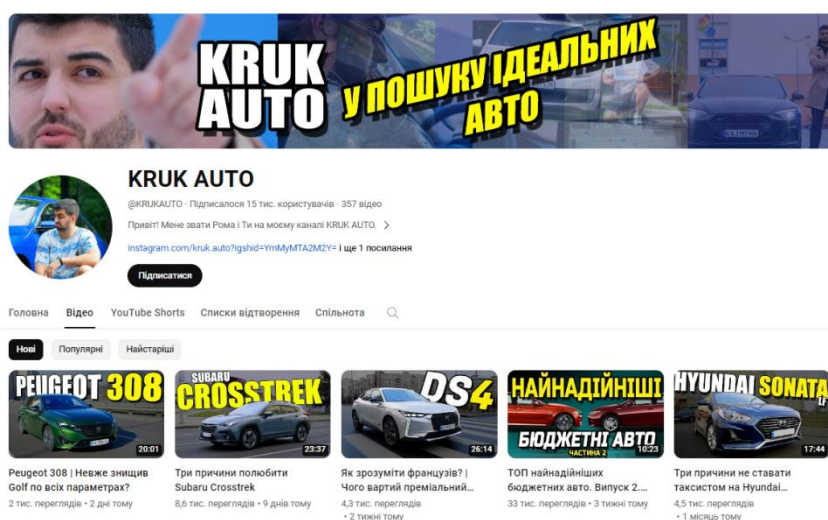 KRUK
AUTO
У ПОШУКУ ІДЕАЛЬНИХ
АВТО
KRUK AUTO
@KRUKAUTO · Підписалося 15 тис. користувачів · 357 відео
Привіт! Мене звати Рома і Ти на моєму каналі KRUK AUTO.
instagram.com/kruk.auto?igshid=YmMyMTA2M2Y= і ще 1 посилання
Підписатися
Головна Відео YouTube Shorts Списки відтворення Спільнота
Нові Популярні Найстаріші
PEUGEOT 308
20:01
Peugeot 308 | Невже знищив
Golf по всіх параметрах?
2 тис. переглядів • 2 дні тому
SUBARU
CROSSTREK
23:37
Три причини полюбити
Subaru Crosstrek
8,6 тис. переглядів • 9 днів тому
DS4
26:14
Як зрозуміти французів? |
Чого вартий преміальний...
4,3 тис. переглядів
• 2 тижні тому
НАЙНАДІЙНІШІ
БЮДЖЕТНІ АВТО
ЧАСТИНА 2
10:23
ТОП найнадійніших
бюджетних авто. Випуск 2....
33 тис. переглядів • 3 тижні тому
HYUNDAI SONATA
17:44
Три причини не ставати
таксистом на Hyundai...
4,5 тис. переглядів
• 1 місяць тому